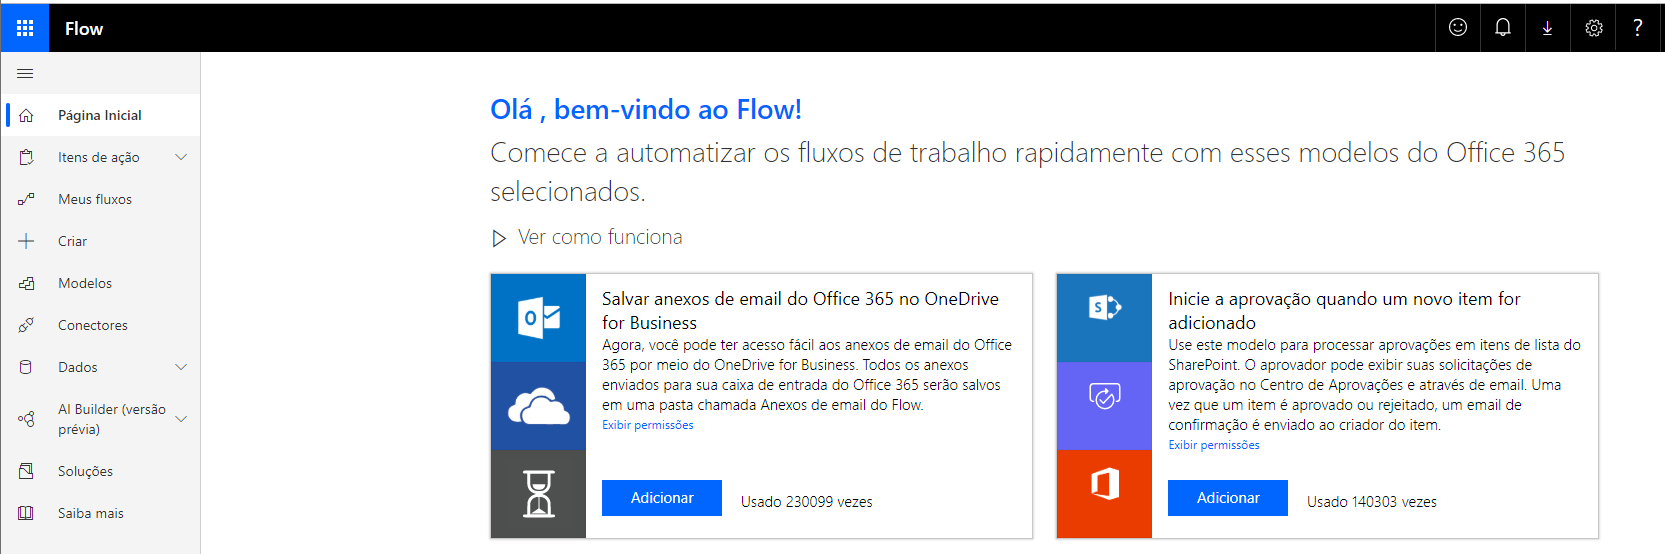 Flow
?
Página Inicial
Itens de ação
Meus fluxos
Criar
Modelos
Conectores
Dados
AI Builder (versão
prévia)
Soluções
Saiba mais
Olá , bem-vindo ao Flow!
Comece a automatizar os fluxos de trabalho rapidamente com esses modelos do Office 365
selecionados.
Ver como funciona
Salvar anexos de email do Office 365 no OneDrive
for Business
Agora, você pode ter acesso fácil aos anexos de email do Office
365 por meio do OneDrive for Business. Todos os anexos
enviados para sua caixa de entrada do Office 365 serão salvos
em uma pasta chamada Anexos de email do Flow.
Exibir permissões
Adicionar
Usado 230099 vezes
Inicie a aprovação quando um novo item for
adicionado
Use este modelo para processar aprovações em itens de lista do
SharePoint. O aprovador pode exibir suas solicitações de
aprovação no Centro de Aprovações e através de email. Uma
vez que um item é aprovado ou rejeitado, um email de
confirmação é enviado ao criador do item.
Exibir permissões
Adicionar
Usado 140303 vezes